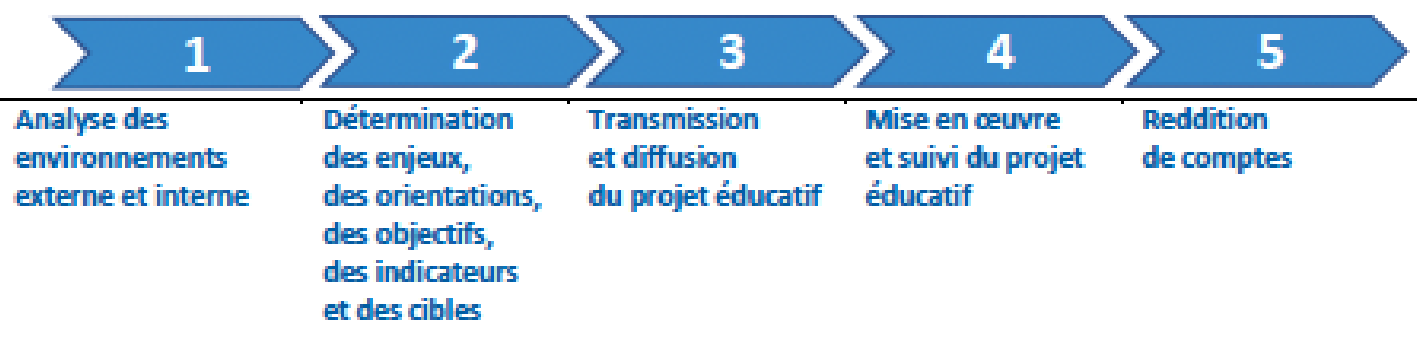 1 2 3 4 5
Analyse des
environnements
externe et interne
Détermination
des enjeux,
des orientations,
des objectifs,
des indicateurs
et des cibles
Transmission
et diffusion
du projet éducatif
Mise en œuvre
et suivi du projet
éducatif
Reddition
de comptes